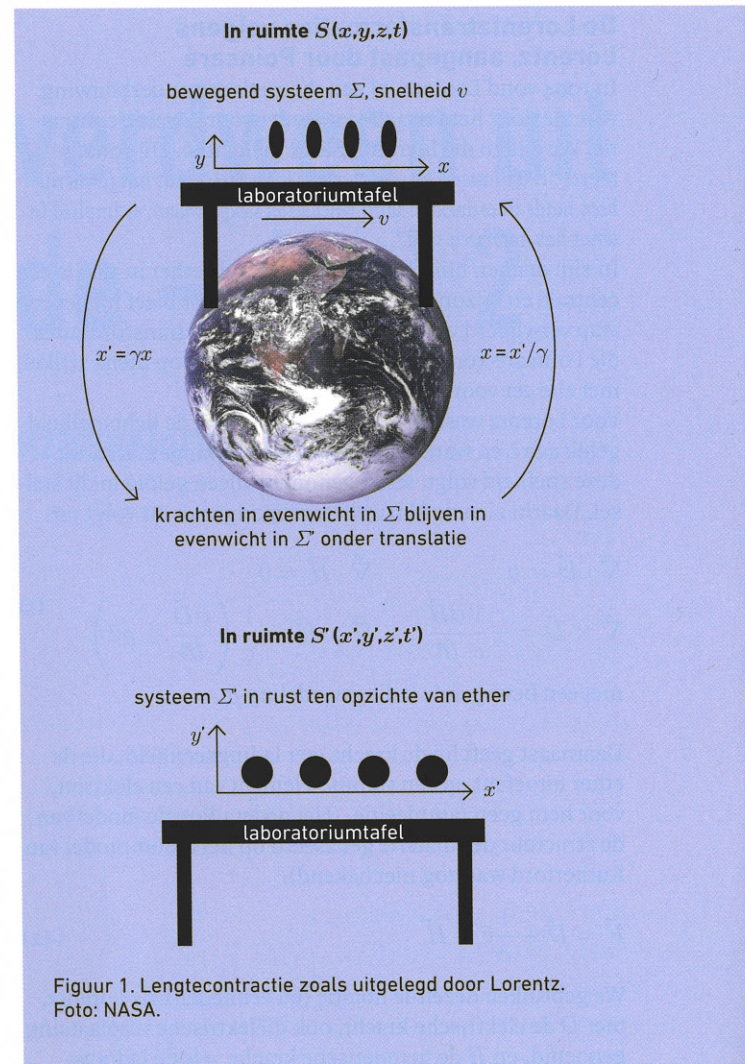 In ruimte S(x,y,z,t)
bewegend systeem Σ, snelheid v
y
x
laboratoriumtafel
v
x' = γx
x = x'/γ
krachten in evenwicht in Σ blijven in
evenwicht in Σ' onder translatie
In ruimte S'(x',y',z',t')
systeem Σ' in rust ten opzichte van ether
y'
x'
laboratoriumtafel
Figuur 1. Lengtecontractie zoals uitgelegd door Lorentz.
Foto: NASA.